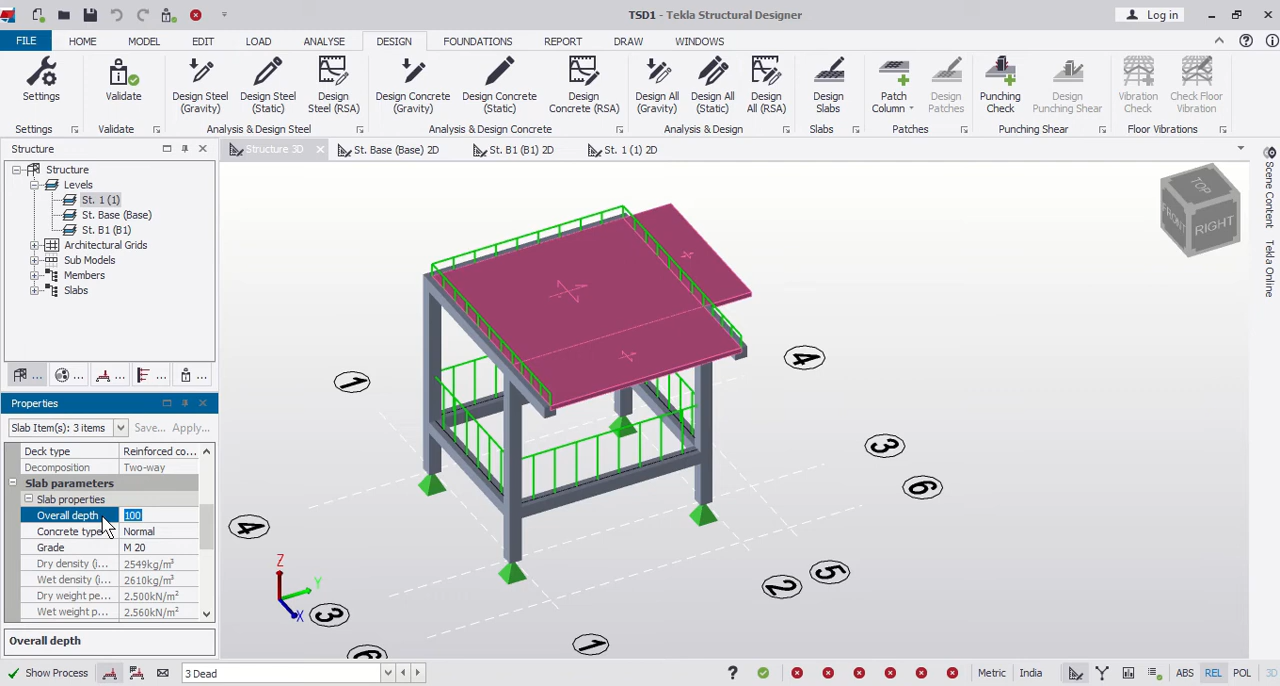 TSD1 - Tekla Structural Designer
Log in
FILE HOME MODEL EDIT LOAD ANALYSE DESIGN FOUNDATIONS REPORT DRAW WINDOWS
Settings
Validate
Design Steel (Gravity)
Design Steel (Static)
Design Steel (RSA)
Design Concrete (Gravity)
Design Concrete (Static)
Design Concrete (RSA)
Design All (Gravity)
Design All (Static)
Design All (RSA)
Design Slabs
Patch Column
Design Patches
Punching Check
Design Punching Shear
Vibration Check
Check Floor Vibration
Settings Validate Analysis & Design Steel Analysis & Design Concrete Analysis & Design Slabs Patches Punching Shear Floor Vibrations
Structure
Structure 3D
St. Base (Base) 2D
St. B1 (B1) 2D
St. 1 (1) 2D
Structure
Levels
St. 1 (1)
St. Base (Base)
St. B1 (B1)
Architectural Grids
Sub Models
Members
Slabs
Properties
Slab Item(s): 3 items Save... Apply...
Deck type Reinforced co...
Decomposition Two-way
Slab parameters
Slab properties
Overall depth 100
Concrete type Normal
Grade M 20
Dry density (i... 2549kg/m³
Wet density (i... 2610kg/m³
Dry weight pe... 2.500kN/m²
Wet weight p... 2.560kN/m²
Overall depth
TOP
FRONT
RIGHT
Scene Content
Tekla Online
1
4
3
6
4
5
2
3
6
1
Z
Y
X
Show Process
3 Dead
Metric India ABS REL POL 3D